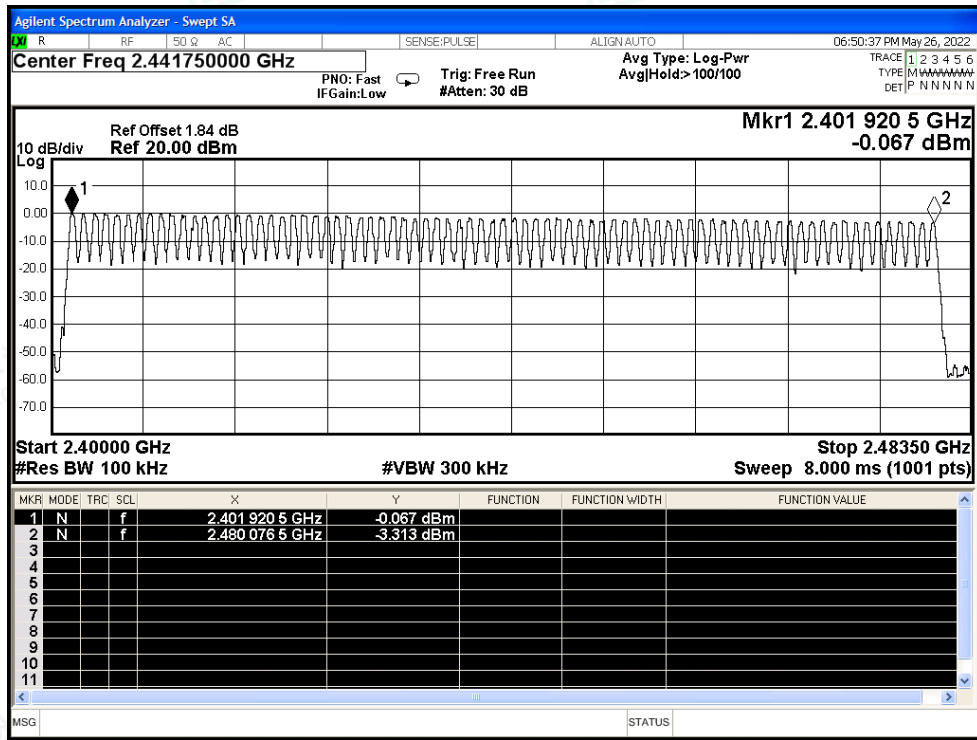 Agilent Spectrum Analyzer - Swept SA
LXI R RF 50 Ω AC SENSE:PULSE ALIGN AUTO 06:50:37 PM May 26, 2022
Center Freq 2.441750000 GHz
PNO: Fast
IFGain:Low
Trig: Free Run
#Atten: 30 dB
Avg Type: Log-Pwr
Avg|Hold:>100/100
TRACE 1 2 3 4 5 6
TYPE M
DET P N N N N N
Ref Offset 1.84 dB
10 dB/div Ref 20.00 dBm
Log
Mkr1 2.401 920 5 GHz
-0.067 dBm
10.0
0.00
-10.0
-20.0
-30.0
-40.0
-50.0
-60.0
-70.0
1
2
Start 2.40000 GHz Stop 2.48350 GHz
#Res BW 100 kHz #VBW 300 kHz Sweep 8.000 ms (1001 pts)
MKR MODE TRC SCL X Y FUNCTION FUNCTION WIDTH FUNCTION VALUE
1 N f 2.401 920 5 GHz -0.067 dBm
2 N f 2.480 076 5 GHz -3.313 dBm
3
4
5
6
7
8
9
10
11
MSG STATUS